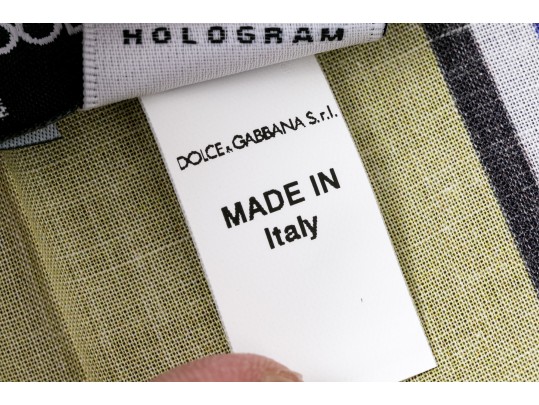 HOLOGRAM
DOLCE & GABBANA S.r.l.
MADE IN
Italy